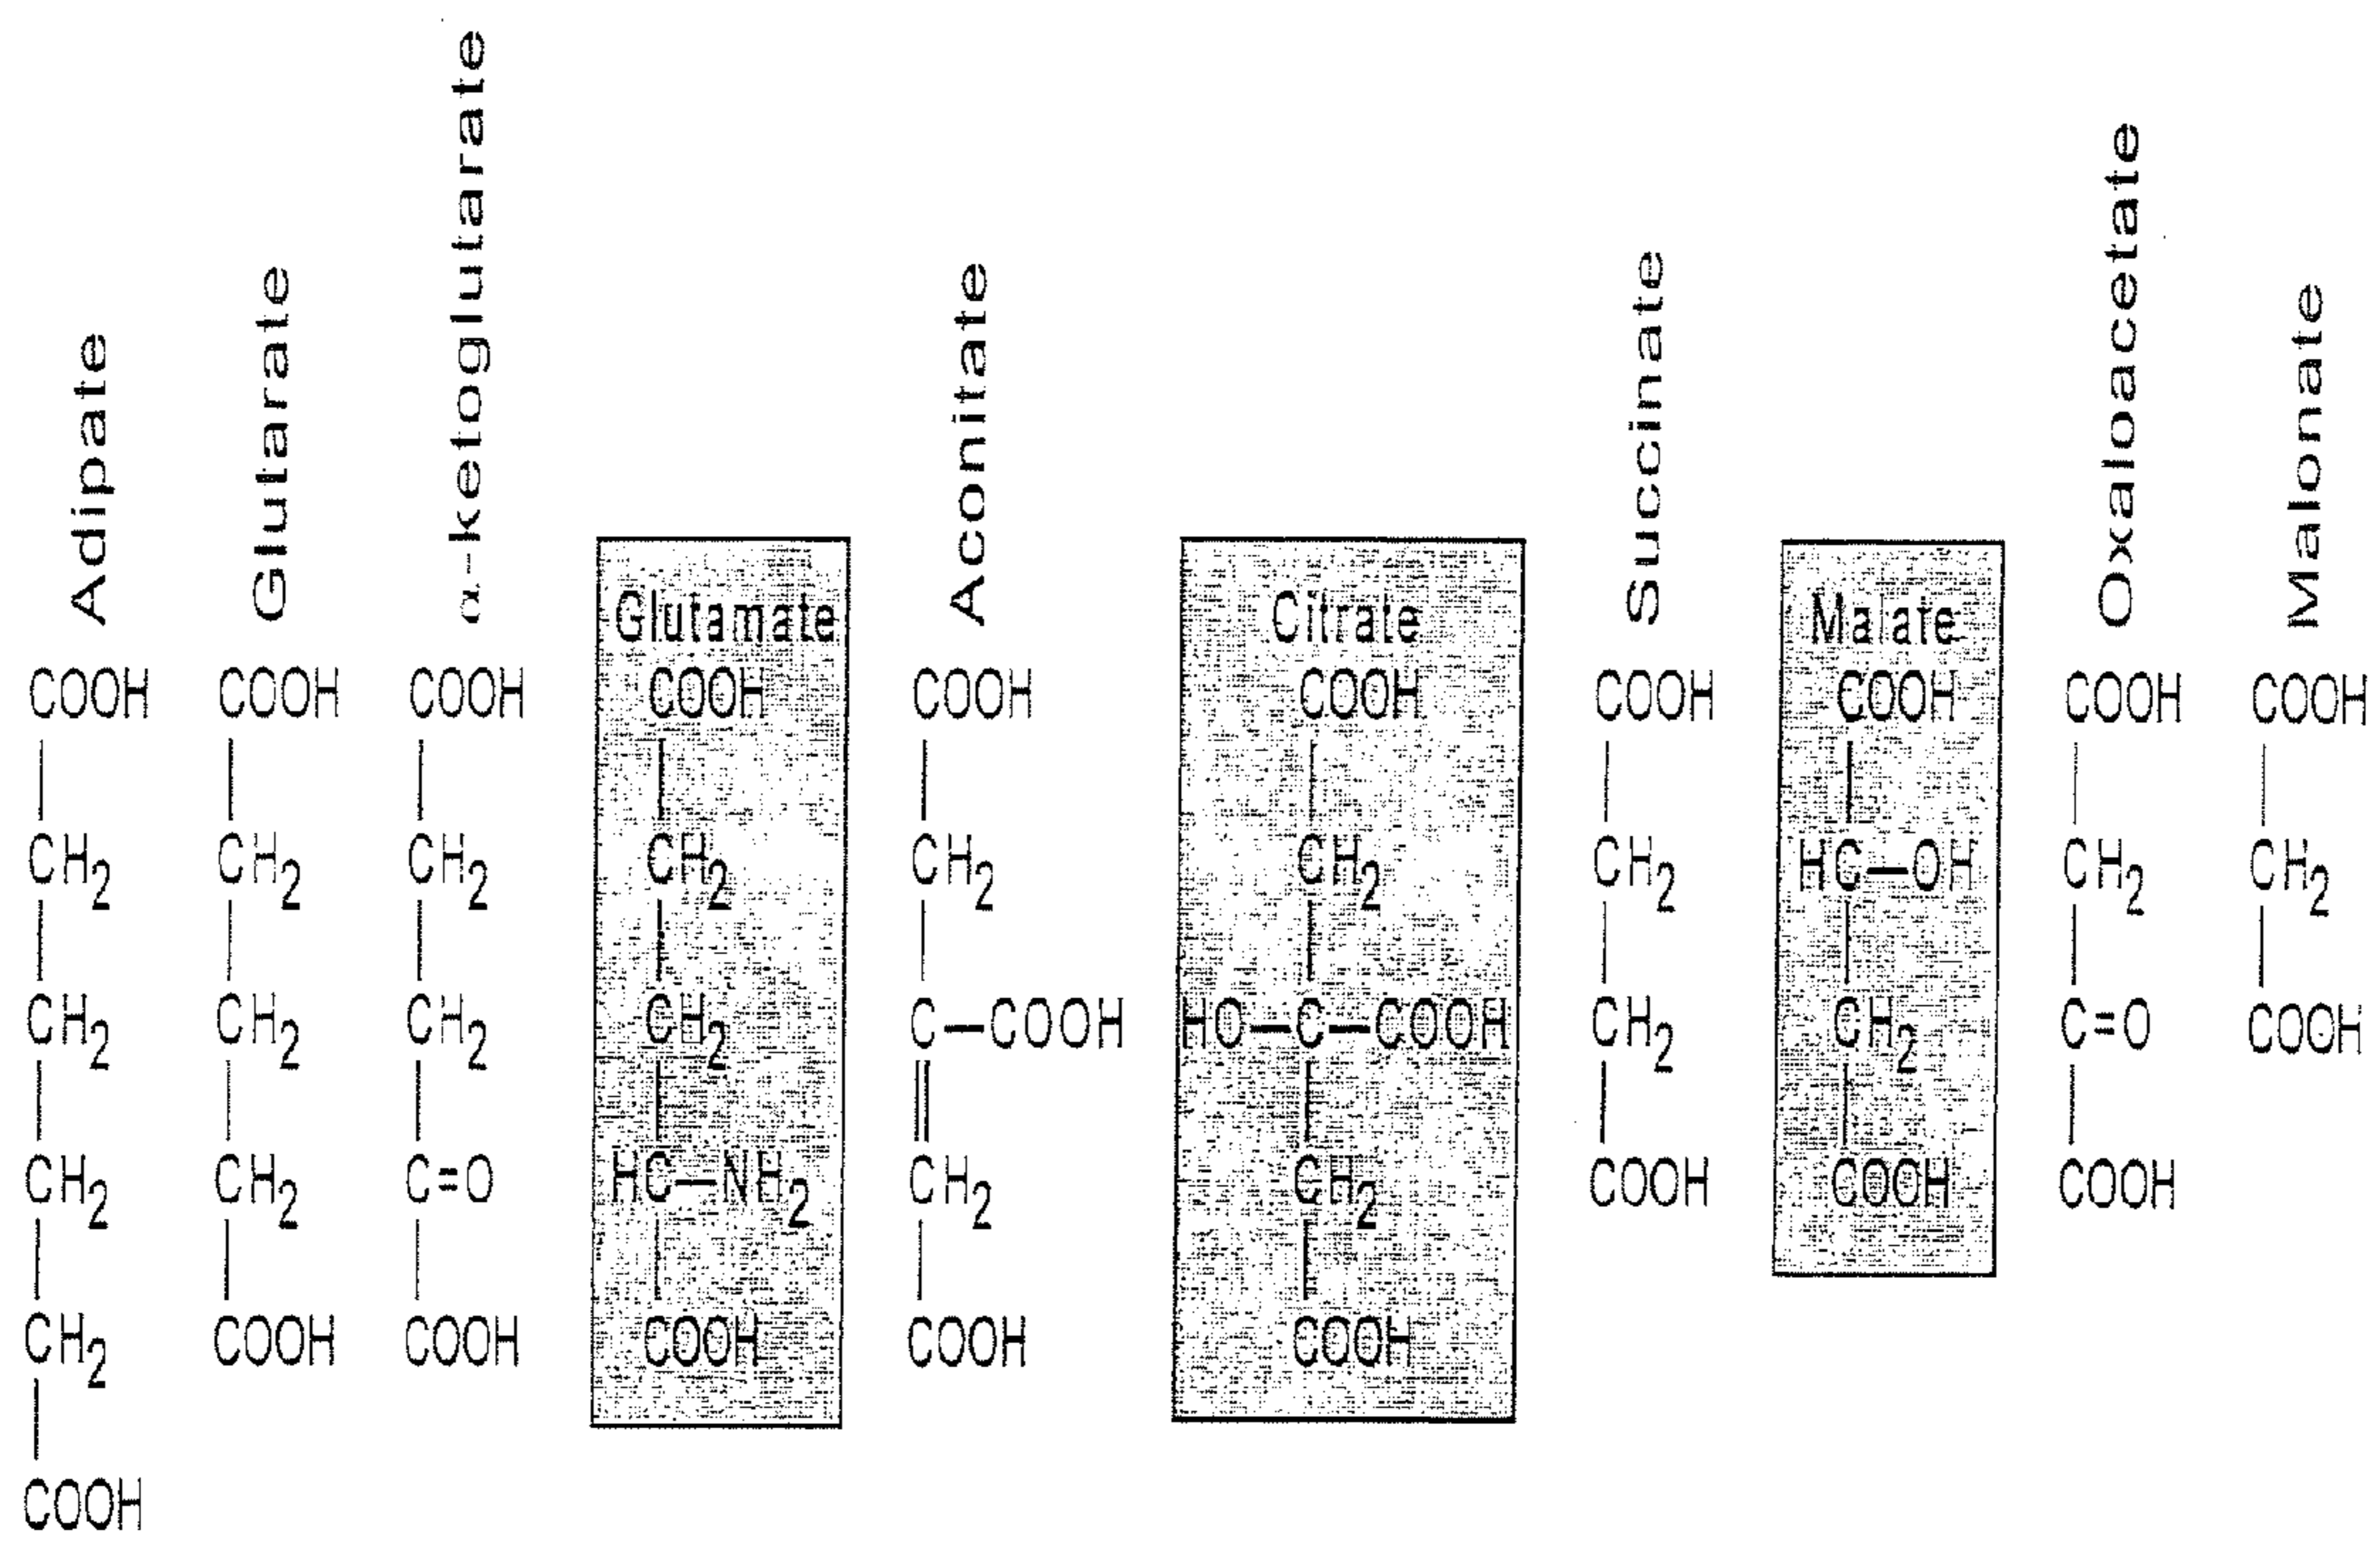 Adipate
COOH
CH2
CH2
CH2
CH2
COOH
Glutarate
COOH
CH2
CH2
CH2
COOH
α-ketoglutarate
COOH
CH2
CH2
C=O
COOH
Glutamate
COOH
CH2
CH2
HC—NH2
COOH
Aconitate
COOH
CH2
C—COOH
CH2
COOH
Citrate
COOH
CH2
HO—C—COOH
CH2
COOH
Succinate
COOH
CH2
CH2
COOH
Malate
COOH
HC—OH
CH2
COOH
Oxaloacetate
COOH
CH2
C=O
COOH
Malonate
COOH
CH2
COOH